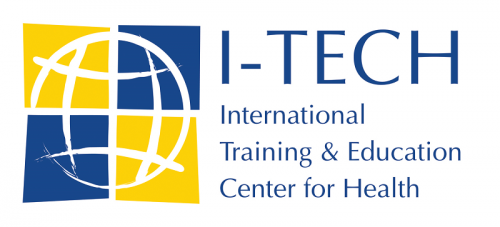 I-TECH
International
Training & Education
Center for Health